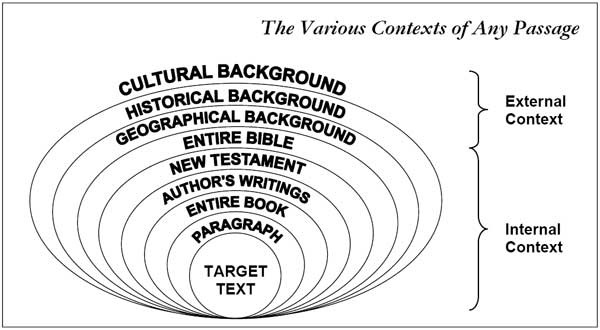 The Various Contexts of Any Passage
CULTURAL BACKGROUND
HISTORICAL BACKGROUND
GEOGRAPHICAL BACKGROUND
ENTIRE BIBLE
NEW TESTAMENT
AUTHOR'S WRITINGS
ENTIRE BOOK
PARAGRAPH
TARGET
TEXT
External
Context
Internal
Context